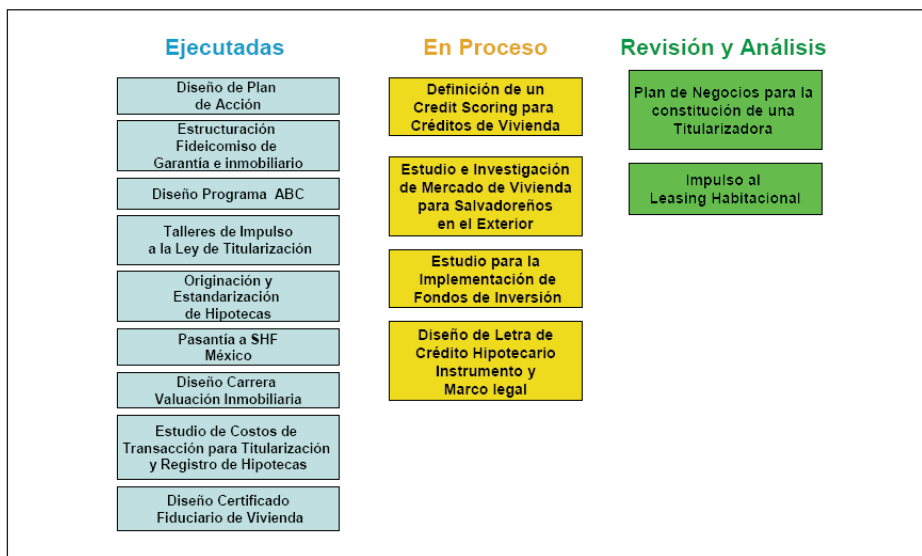 Ejecutadas
Diseño de Plan
de Acción
Estructuración
Fideicomiso de
Garantía e inmobiliario
Diseño Programa ABC
Talleres de Impulso
a la Ley de Titularización
Originación y
Estandarización
de Hipotecas
Pasantía a SHF
México
Diseño Carrera
Valuación Inmobiliaria
Estudio de Costos de
Transacción para Titularización
y Registro de Hipotecas
Diseño Certificado
Fiduciario de Vivienda
En Proceso
Definición de un
Credit Scoring para
Créditos de Vivienda
Estudio e Investigación
de Mercado de Vivienda
para Salvadoreños
en el Exterior
Estudio para la
Implementación de
Fondos de Inversión
Diseño de Letra de
Crédito Hipotecario
Instrumento y
Marco legal
Revisión y Análisis
Plan de Negocios para la
constitución de una
Titularizadora
Impulso al
Leasing Habitacional